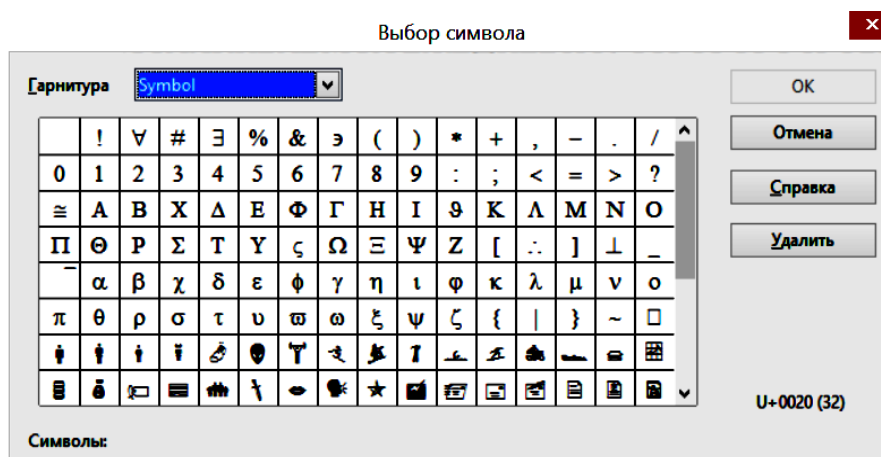 Выбор символа
Гарнитура Symbol OK
! ∀ # ∃ % & ∍ ( ) * + , − . / Отмена
0 1 2 3 4 5 6 7 8 9 : ; < = > ?
≅ Α Β Χ Δ Ε Φ Γ Η Ι ϑ Κ Λ Μ Ν Ο Справка
Π Θ Ρ Σ Τ Υ ς Ω Ξ Ψ Ζ [ ∴ ] ⊥ _ Удалить
‾ α β χ δ ε ϕ γ η ι φ κ λ μ ν ο
π θ ρ σ τ υ ϖ ω ξ ψ ζ { | } ~ □
U+0020 (32)
Символы: